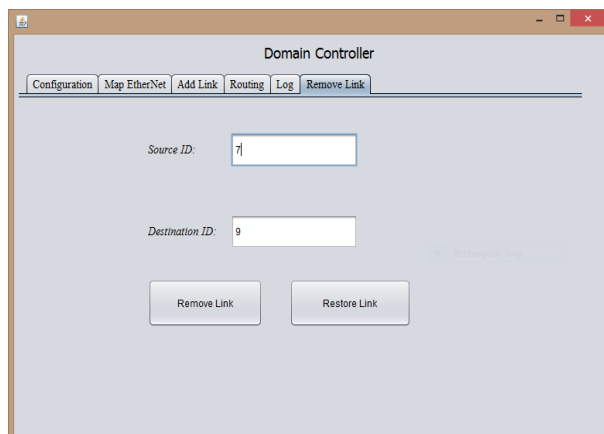 Domain Controller
Configuration Map EtherNet Add Link Routing Log Remove Link
Source ID: 7
Destination ID: 9
Remove Link Restore Link